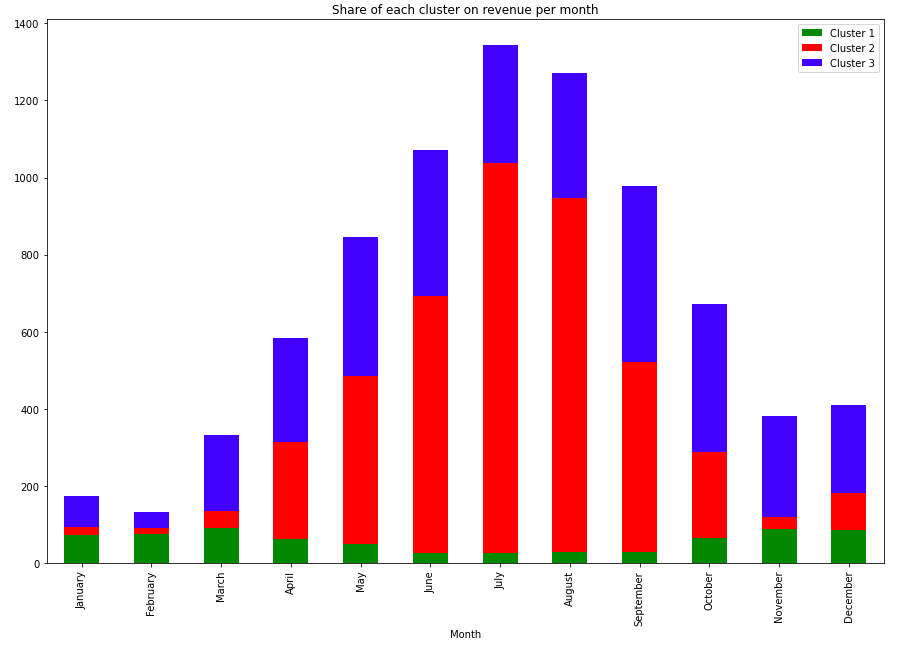 Share of each cluster on revenue per month
Cluster 1
Cluster 2
Cluster 3
1400
1200
1000
800
600
400
200
0
January
February
March
April
May
June
July
August
September
October
November
December
Month